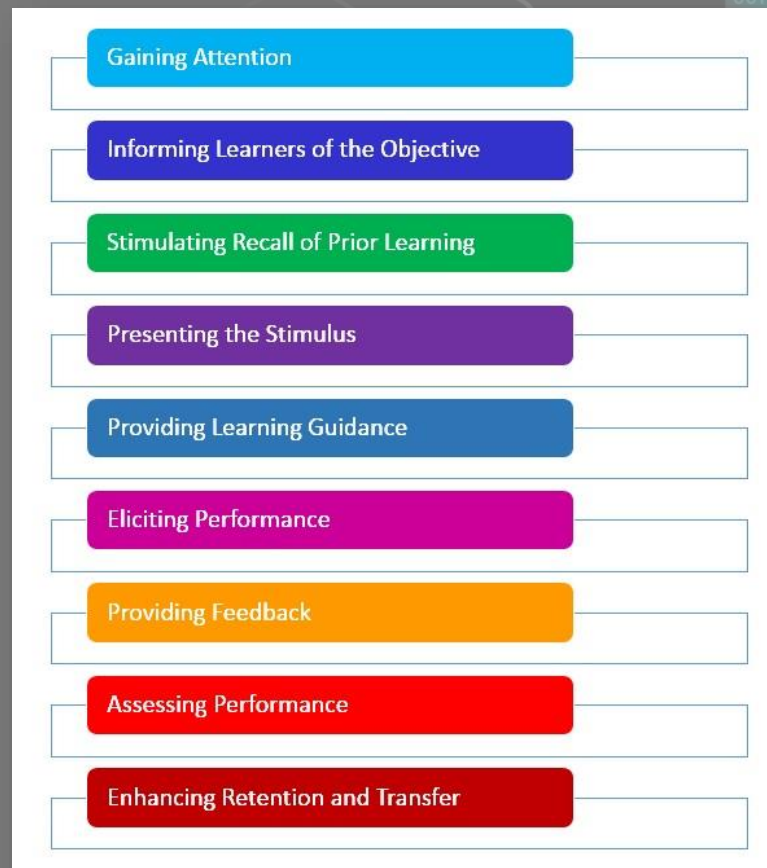 Gaining Attention
Informing Learners of the Objective
Stimulating Recall of Prior Learning
Presenting the Stimulus
Providing Learning Guidance
Eliciting Performance
Providing Feedback
Assessing Performance
Enhancing Retention and Transfer